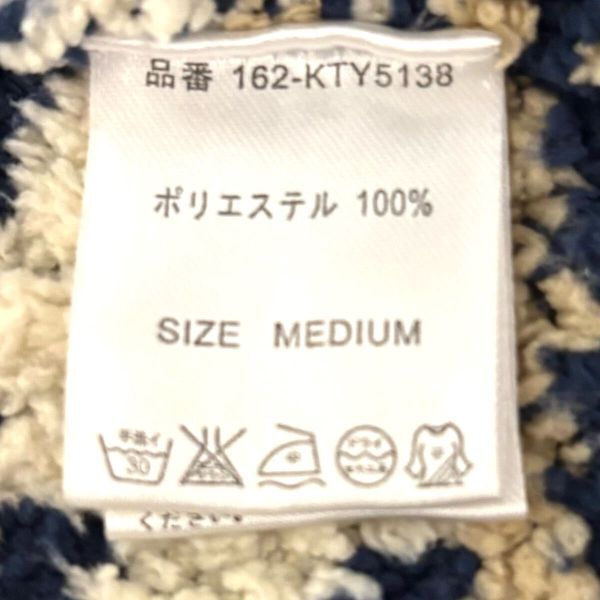 品番 162-KTY5138
ポリエステル 100%
SIZE MEDIUM
手洗イ
30
中
ください。